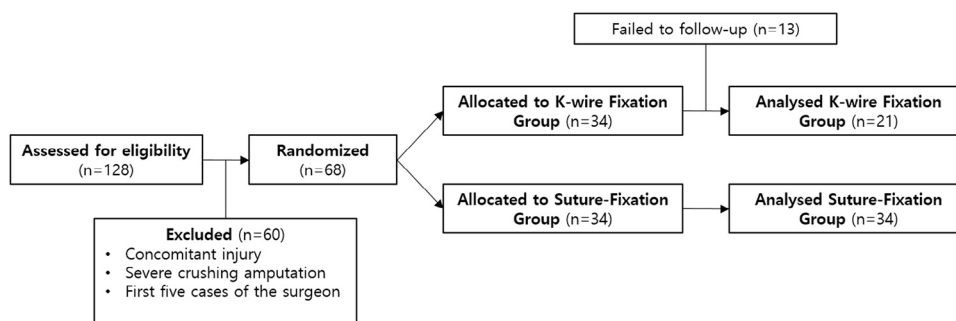 Failed to follow-up (n=13)
Allocated to K-wire Fixation
Group (n=34)
Analysed K-wire Fixation
Group (n=21)
Assessed for eligibility
(n=128)
Randomized
(n=68)
Allocated to Suture-Fixation
Group (n=34)
Analysed Suture-Fixation
Group (n=34)
Excluded (n=60)
• Concomitant injury
• Severe crushing amputation
• First five cases of the surgeon